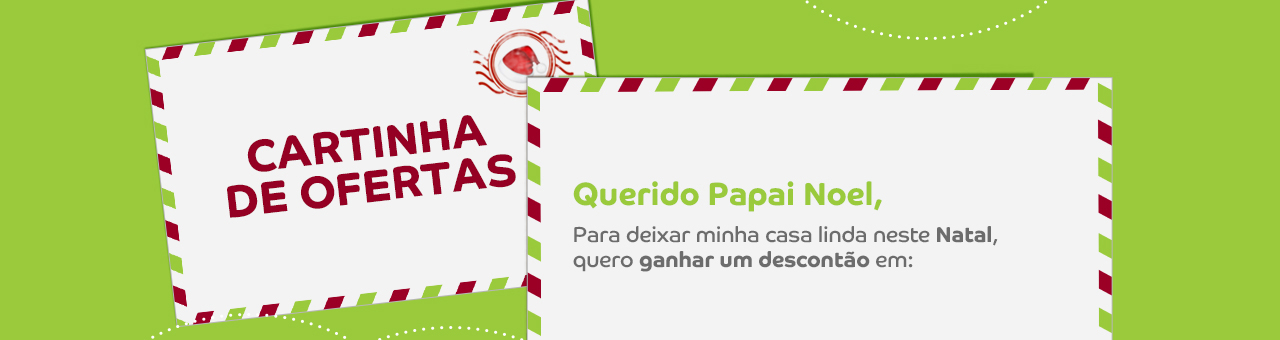 CARTINHA
DE OFERTAS
Querido Papai Noel,
Para deixar minha casa linda neste Natal,
quero ganhar um descontão em: